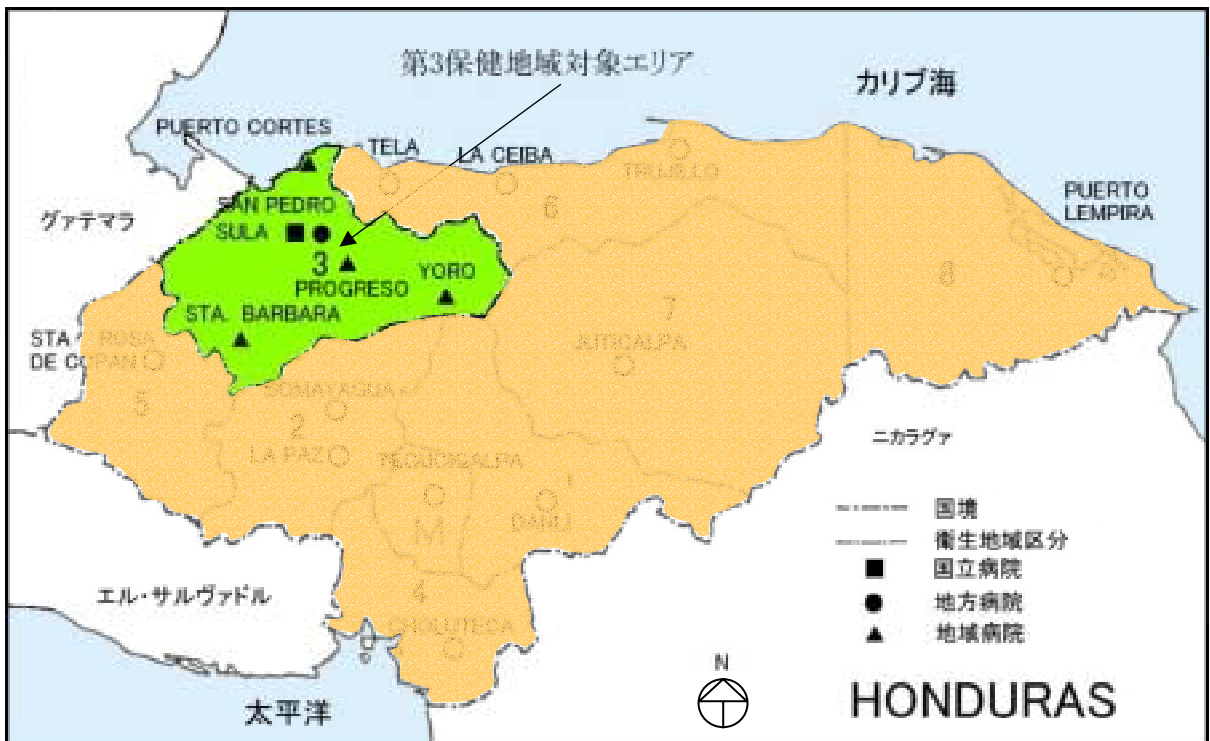 第3保健地域対象エリア
カリブ海
PUERTO CORTES
TELA
LA CEIBA
TRUJILLO
PUERTO
LEMPIRA
グァテマラ
SAN PEDRO
SULA
6
3
PROGRESO
YORO
8
STA. BARBARA
7
STA ROSA
DE COPAN
JUTICALPA
5
COMAYAGUA
2
LA PAZ
TEGUCIGALPA
ニカラグァ
1
DANLI
M
国境
衛生地域区分
国立病院
地方病院
地域病院
エル・サルヴァドル
4
CHOLUTECA
N
HONDURAS
太平洋